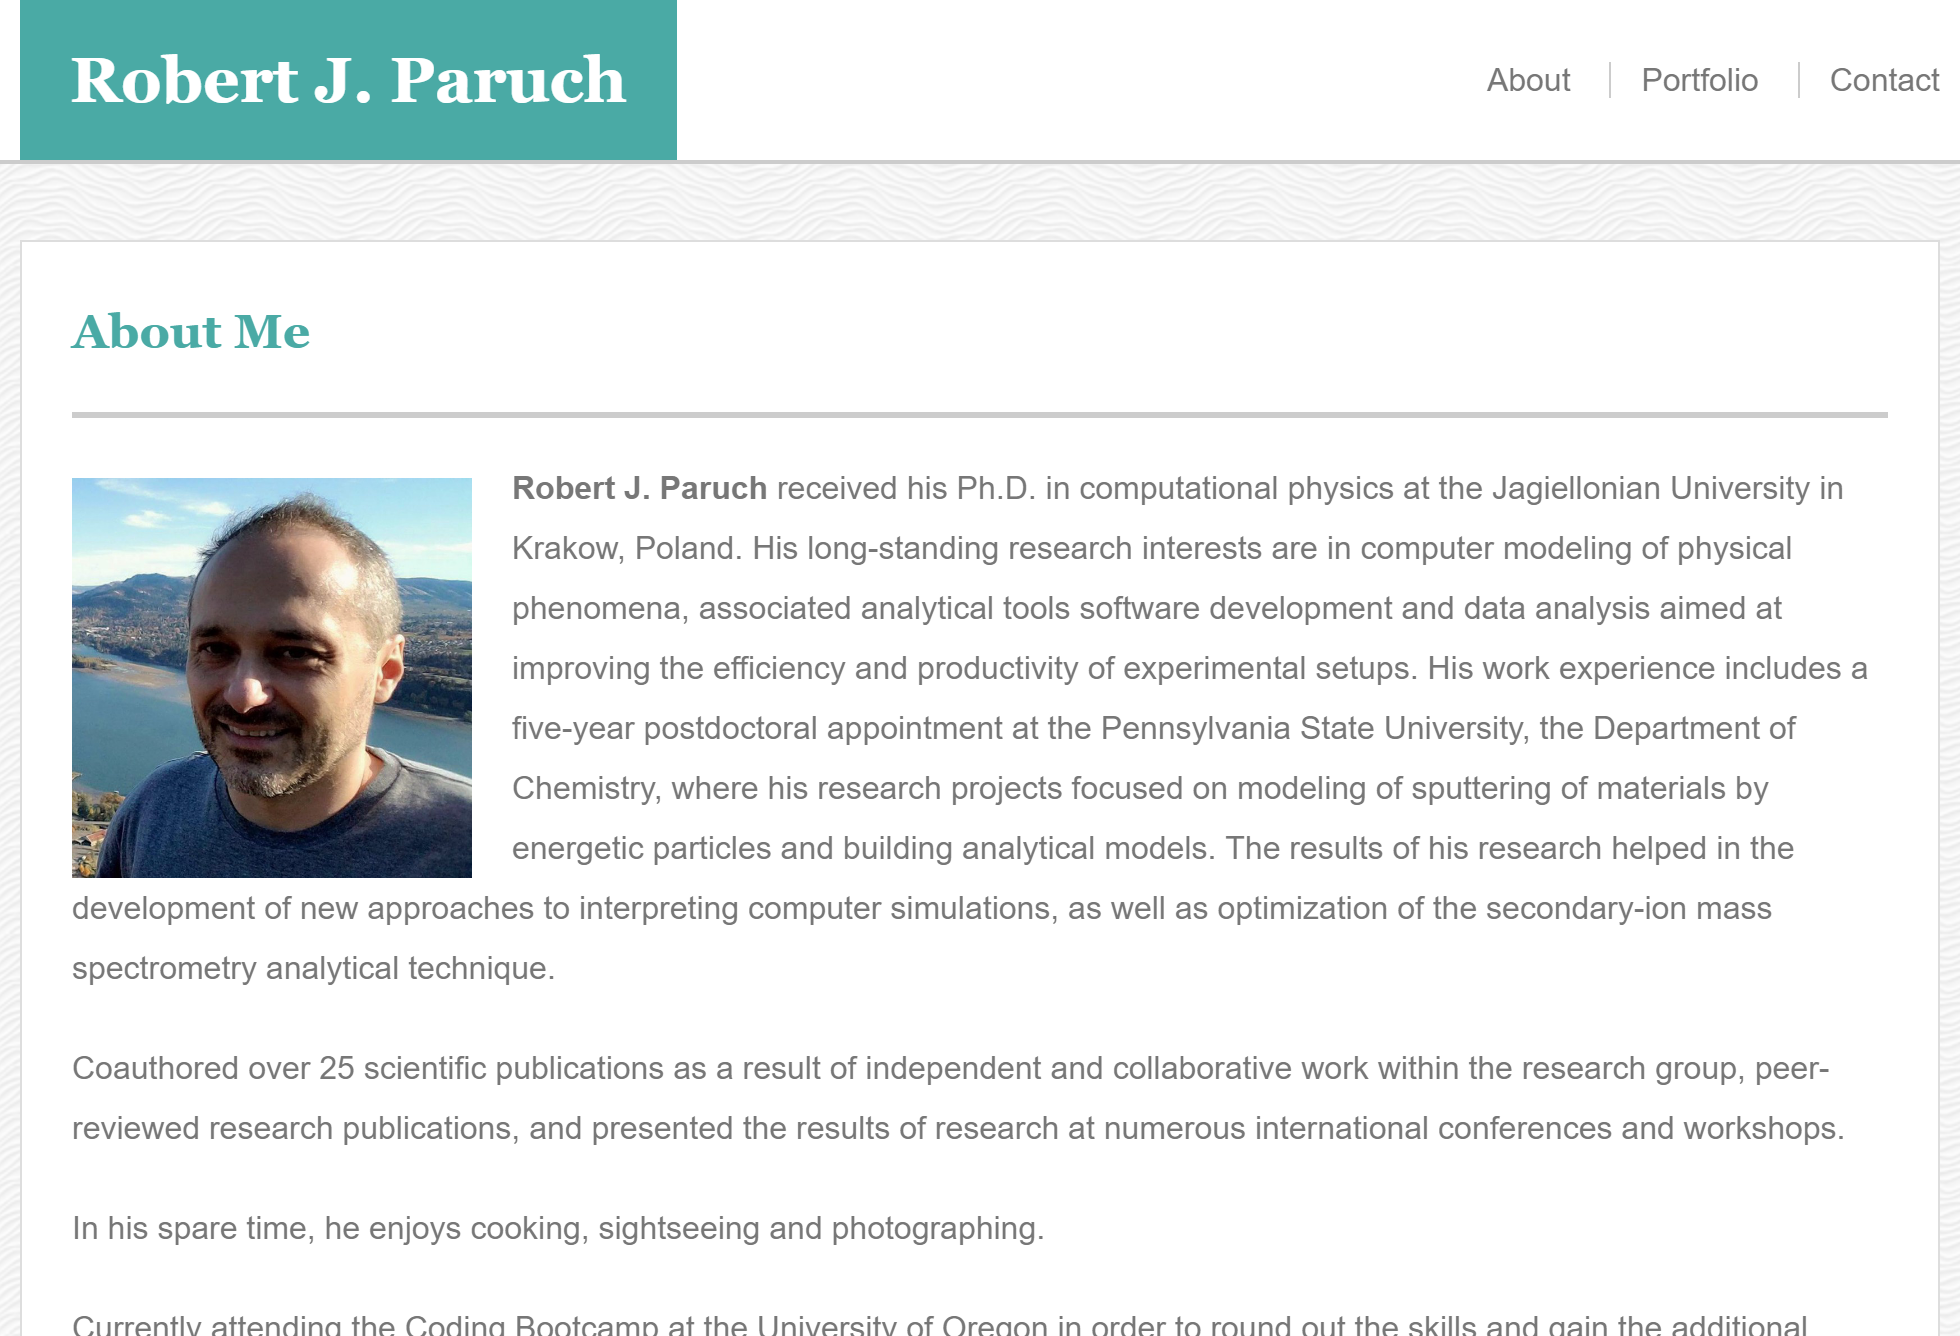 Robert J. Paruch
About
Portfolio
Contact
About Me
Robert J. Paruch received his Ph.D. in computational physics at the Jagiellonian University in
Krakow, Poland. His long-standing research interests are in computer modeling of physical
phenomena, associated analytical tools software development and data analysis aimed at
improving the efficiency and productivity of experimental setups. His work experience includes a
five-year postdoctoral appointment at the Pennsylvania State University, the Department of
Chemistry, where his research projects focused on modeling of sputtering of materials by
energetic particles and building analytical models. The results of his research helped in the
development of new approaches to interpreting computer simulations, as well as optimization of the secondary-ion mass
spectrometry analytical technique.
Coauthored over 25 scientific publications as a result of independent and collaborative work within the research group, peer-
reviewed research publications, and presented the results of research at numerous international conferences and workshops.
In his spare time, he enjoys cooking, sightseeing and photographing.
Currently attending the Coding Bootcamp at the University of Oregon in order to round out the skills and gain the additional